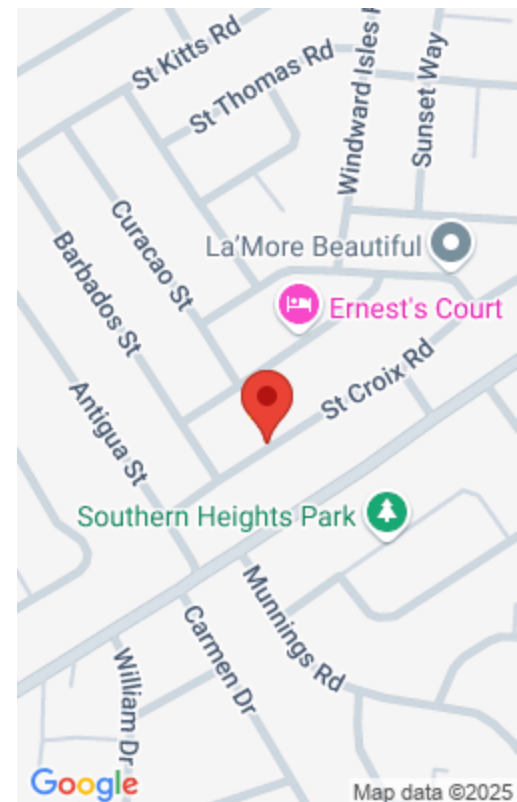 St Kitts Rd
St Thomas Rd
Windward Isles
Sunset Way
Curacao St
La'More Beautiful
Barbados St
Ernest's Court
St Croix Rd
Antigua St
Southern Heights Park
Munnings Rd
Carmen Dr
William Dr
Google
Map data ©2025